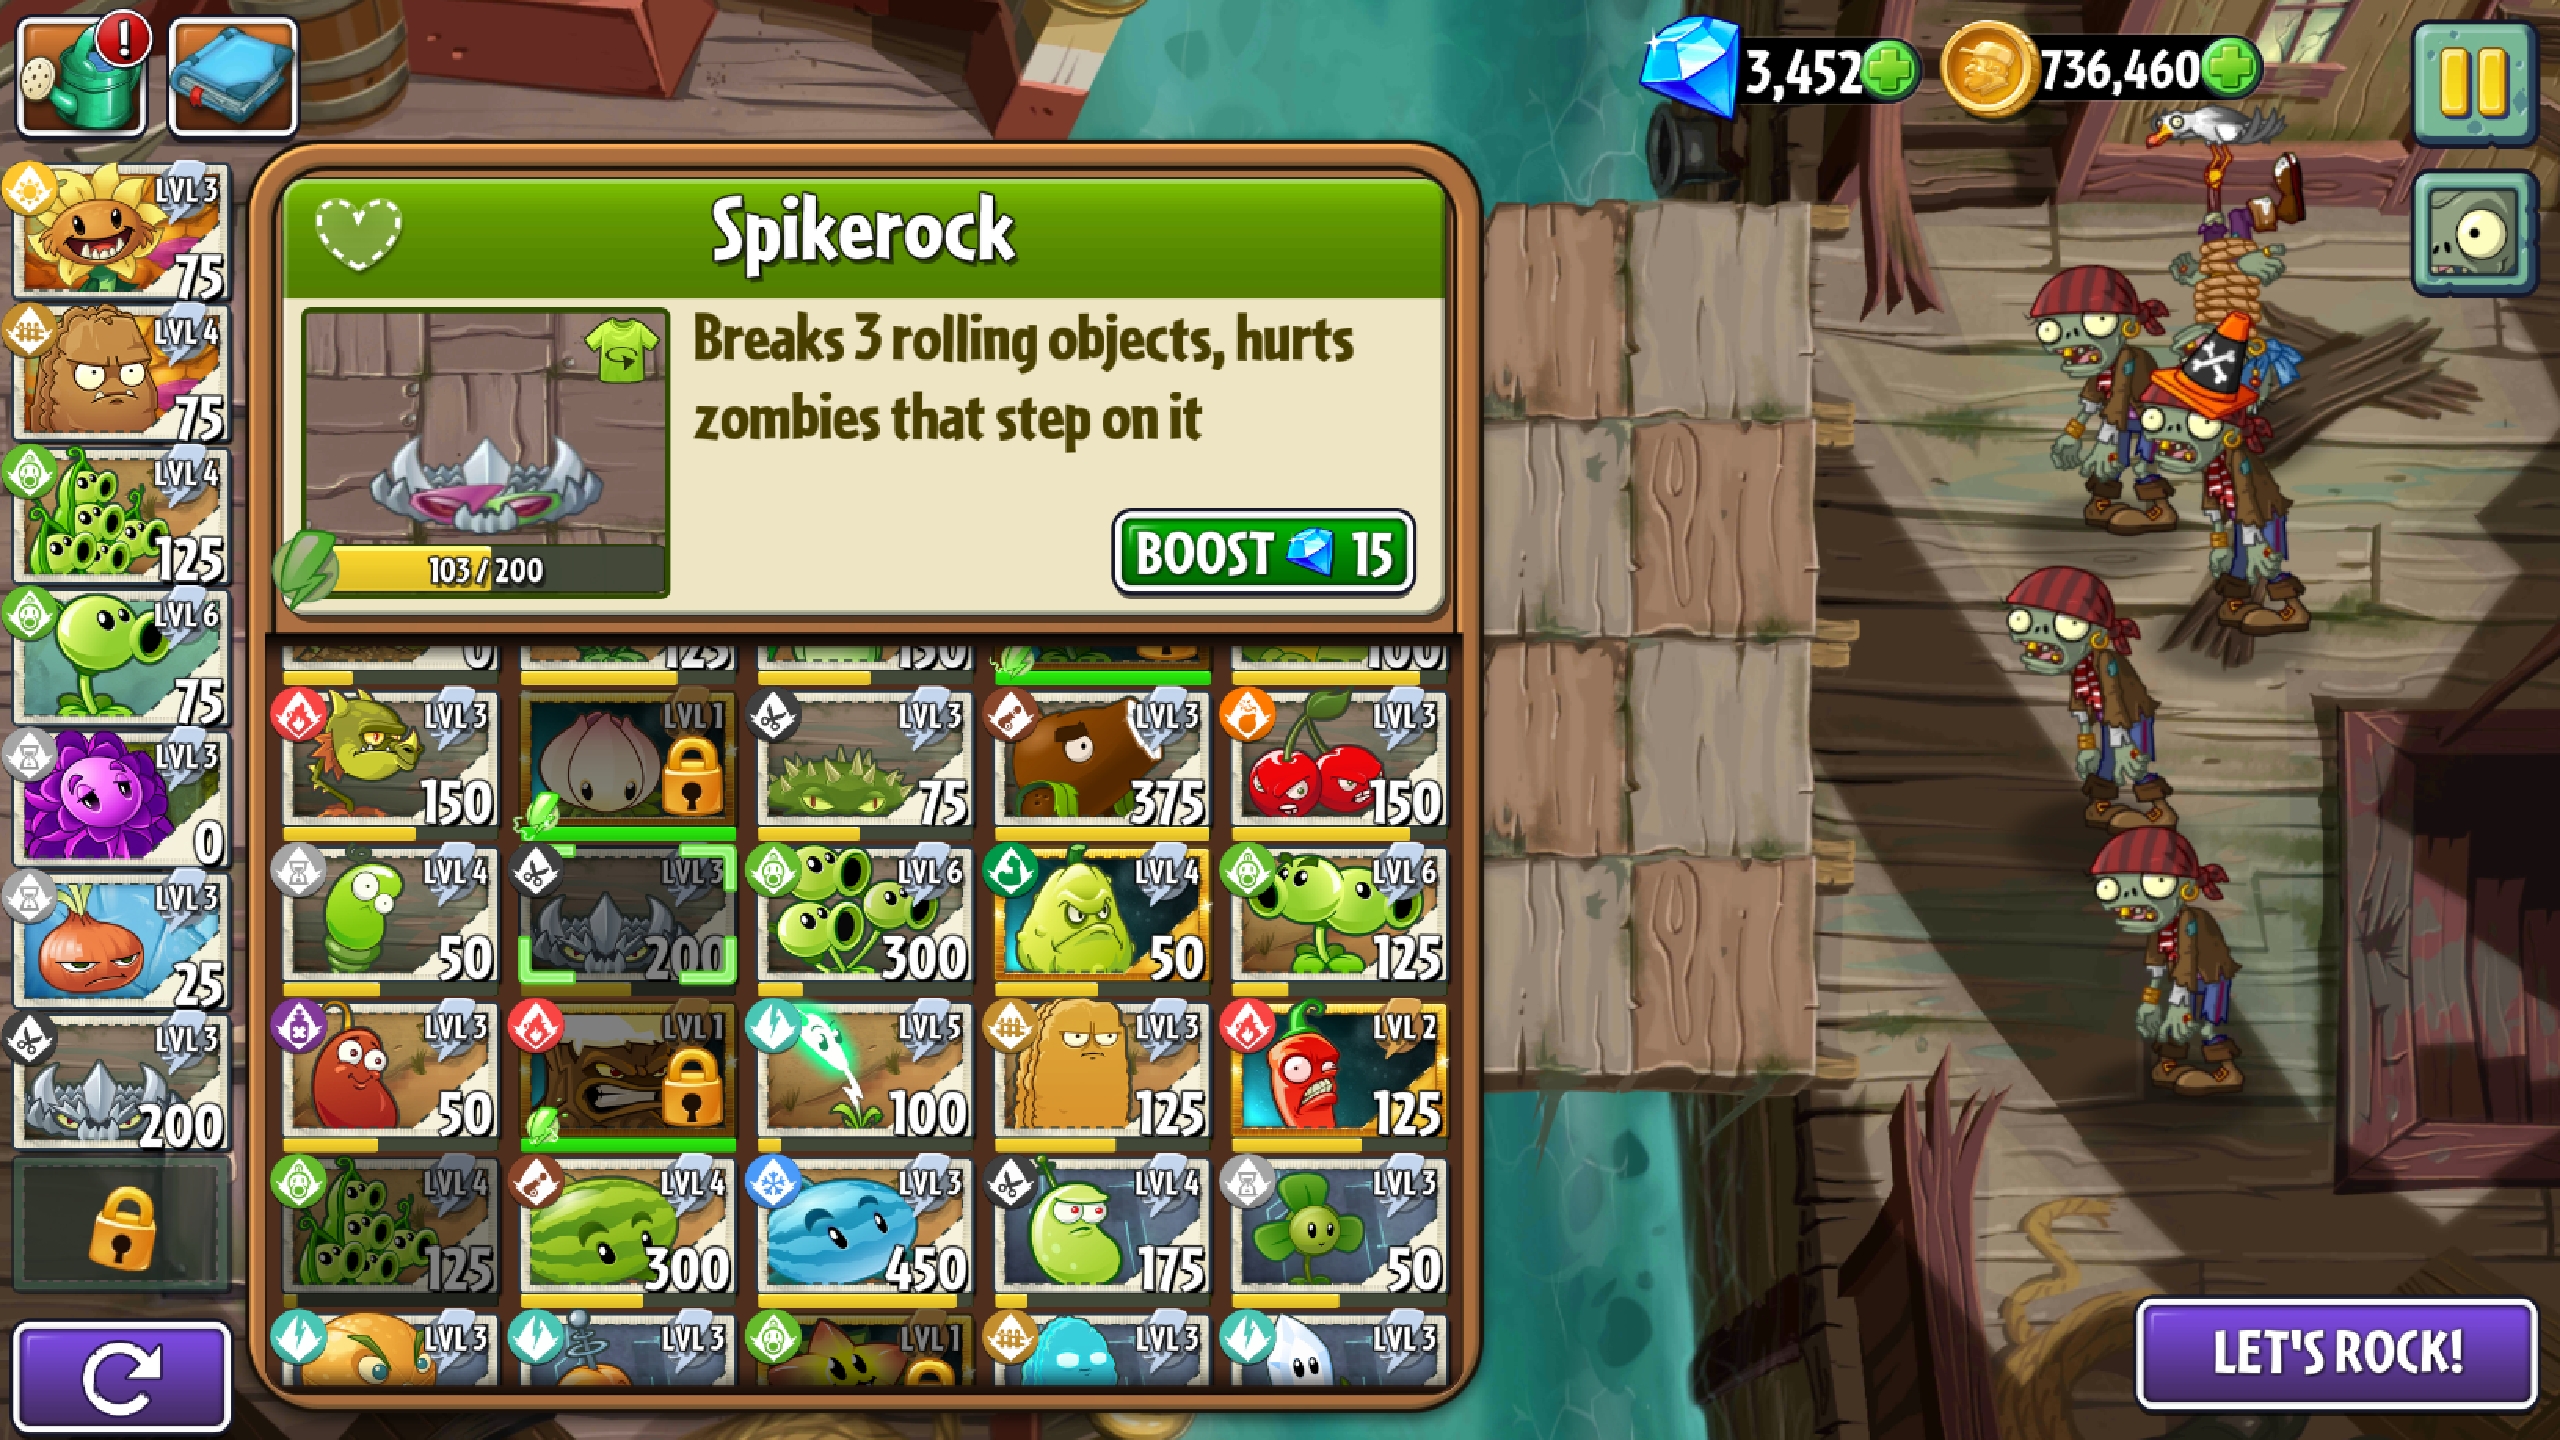 !
3,452
736,460
LVL 3
75
LVL 4
75
LVL 4
125
LVL 6
75
LVL 3
0
LVL 3
25
LVL 3
200
Spikerock
Breaks 3 rolling objects, hurts
zombies that step on it
103 / 200
BOOST 15
0 125 150 100
LVL 3 LVL 1 LVL 3 LVL 3 LVL 3
150 75 375 150
LVL 4 LVL 3 LVL 6 LVL 4 LVL 6
50 200 300 50 125
LVL 3 LVL 1 LVL 5 LVL 3 LVL 2
50 100 125 125
LVL 4 LVL 4 LVL 3 LVL 4 LVL 3
125 300 450 175 50
LVL 3 LVL 3 LVL 1 LVL 3 LVL 3
LET'S ROCK!